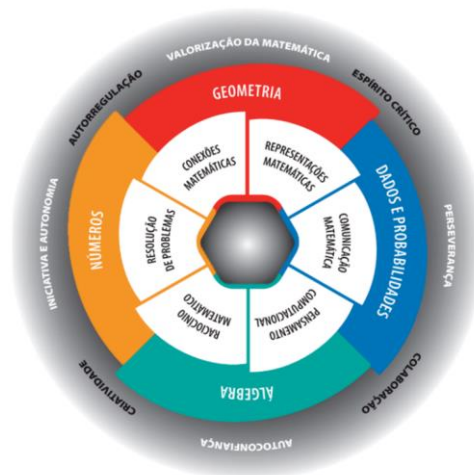 VALORIZAÇÃO DA MATEMÁTICA
ESPÍRITO CRÍTICO
PERSEVERANÇA
COLABORAÇÃO
AUTOCONFIANÇA
CRIATIVIDADE
INICIATIVA E AUTONOMIA
AUTORREGULAÇÃO
GEOMETRIA
DADOS E PROBABILIDADES
ÁLGEBRA
NÚMEROS
CONEXÕES
MATEMÁTICAS
REPRESENTAÇÕES
MATEMÁTICAS
COMUNICAÇÃO
MATEMÁTICA
PENSAMENTO
COMPUTACIONAL
RACIOCÍNIO
MATEMÁTICO
RESOLUÇÃO
DE PROBLEMAS